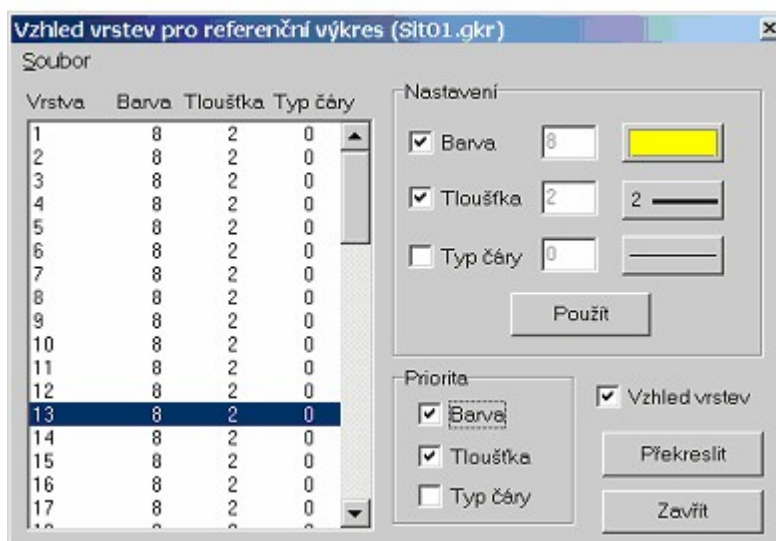 Vzhled vrstev pro referenční výkres (Sit01.gkr)
Soubor
Vrstva Barva Tloušťka Typ čáry
1 8 2 0
2 8 2 0
3 8 2 0
4 8 2 0
5 8 2 0
6 8 2 0
7 8 2 0
8 8 2 0
9 8 2 0
10 8 2 0
11 8 2 0
12 8 2 0
13 8 2 0
14 8 2 0
15 8 2 0
16 8 2 0
17 8 2 0
Nastavení
Barva 8
Tloušťka 2 2
Typ čáry 0
Použít
Priorita
Barva
Tloušťka
Typ čáry
Vzhled vrstev
Překreslit
Zavřít